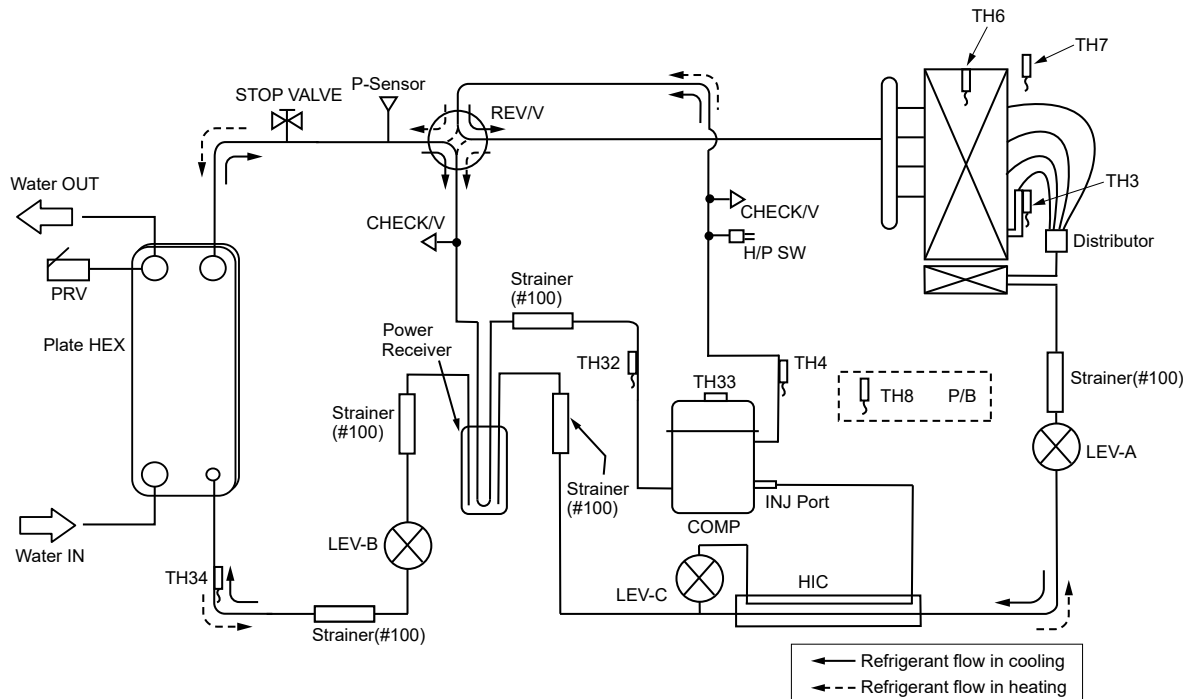 TH6
TH7
P-Sensor
STOP VALVE
REV/V
Water OUT
TH3
CHECK/V
CHECK/V
Distributor
H/P SW
PRV
Strainer
(#100)
Plate HEX
Power
Receiver
TH32
TH33
TH4
Strainer(#100)
TH8
P/B
Strainer
(#100)
LEV-A
Strainer
(#100)
INJ Port
COMP
LEV-B
Water IN
TH34
LEV-C
HIC
Strainer(#100)
Refrigerant flow in cooling
Refrigerant flow in heating